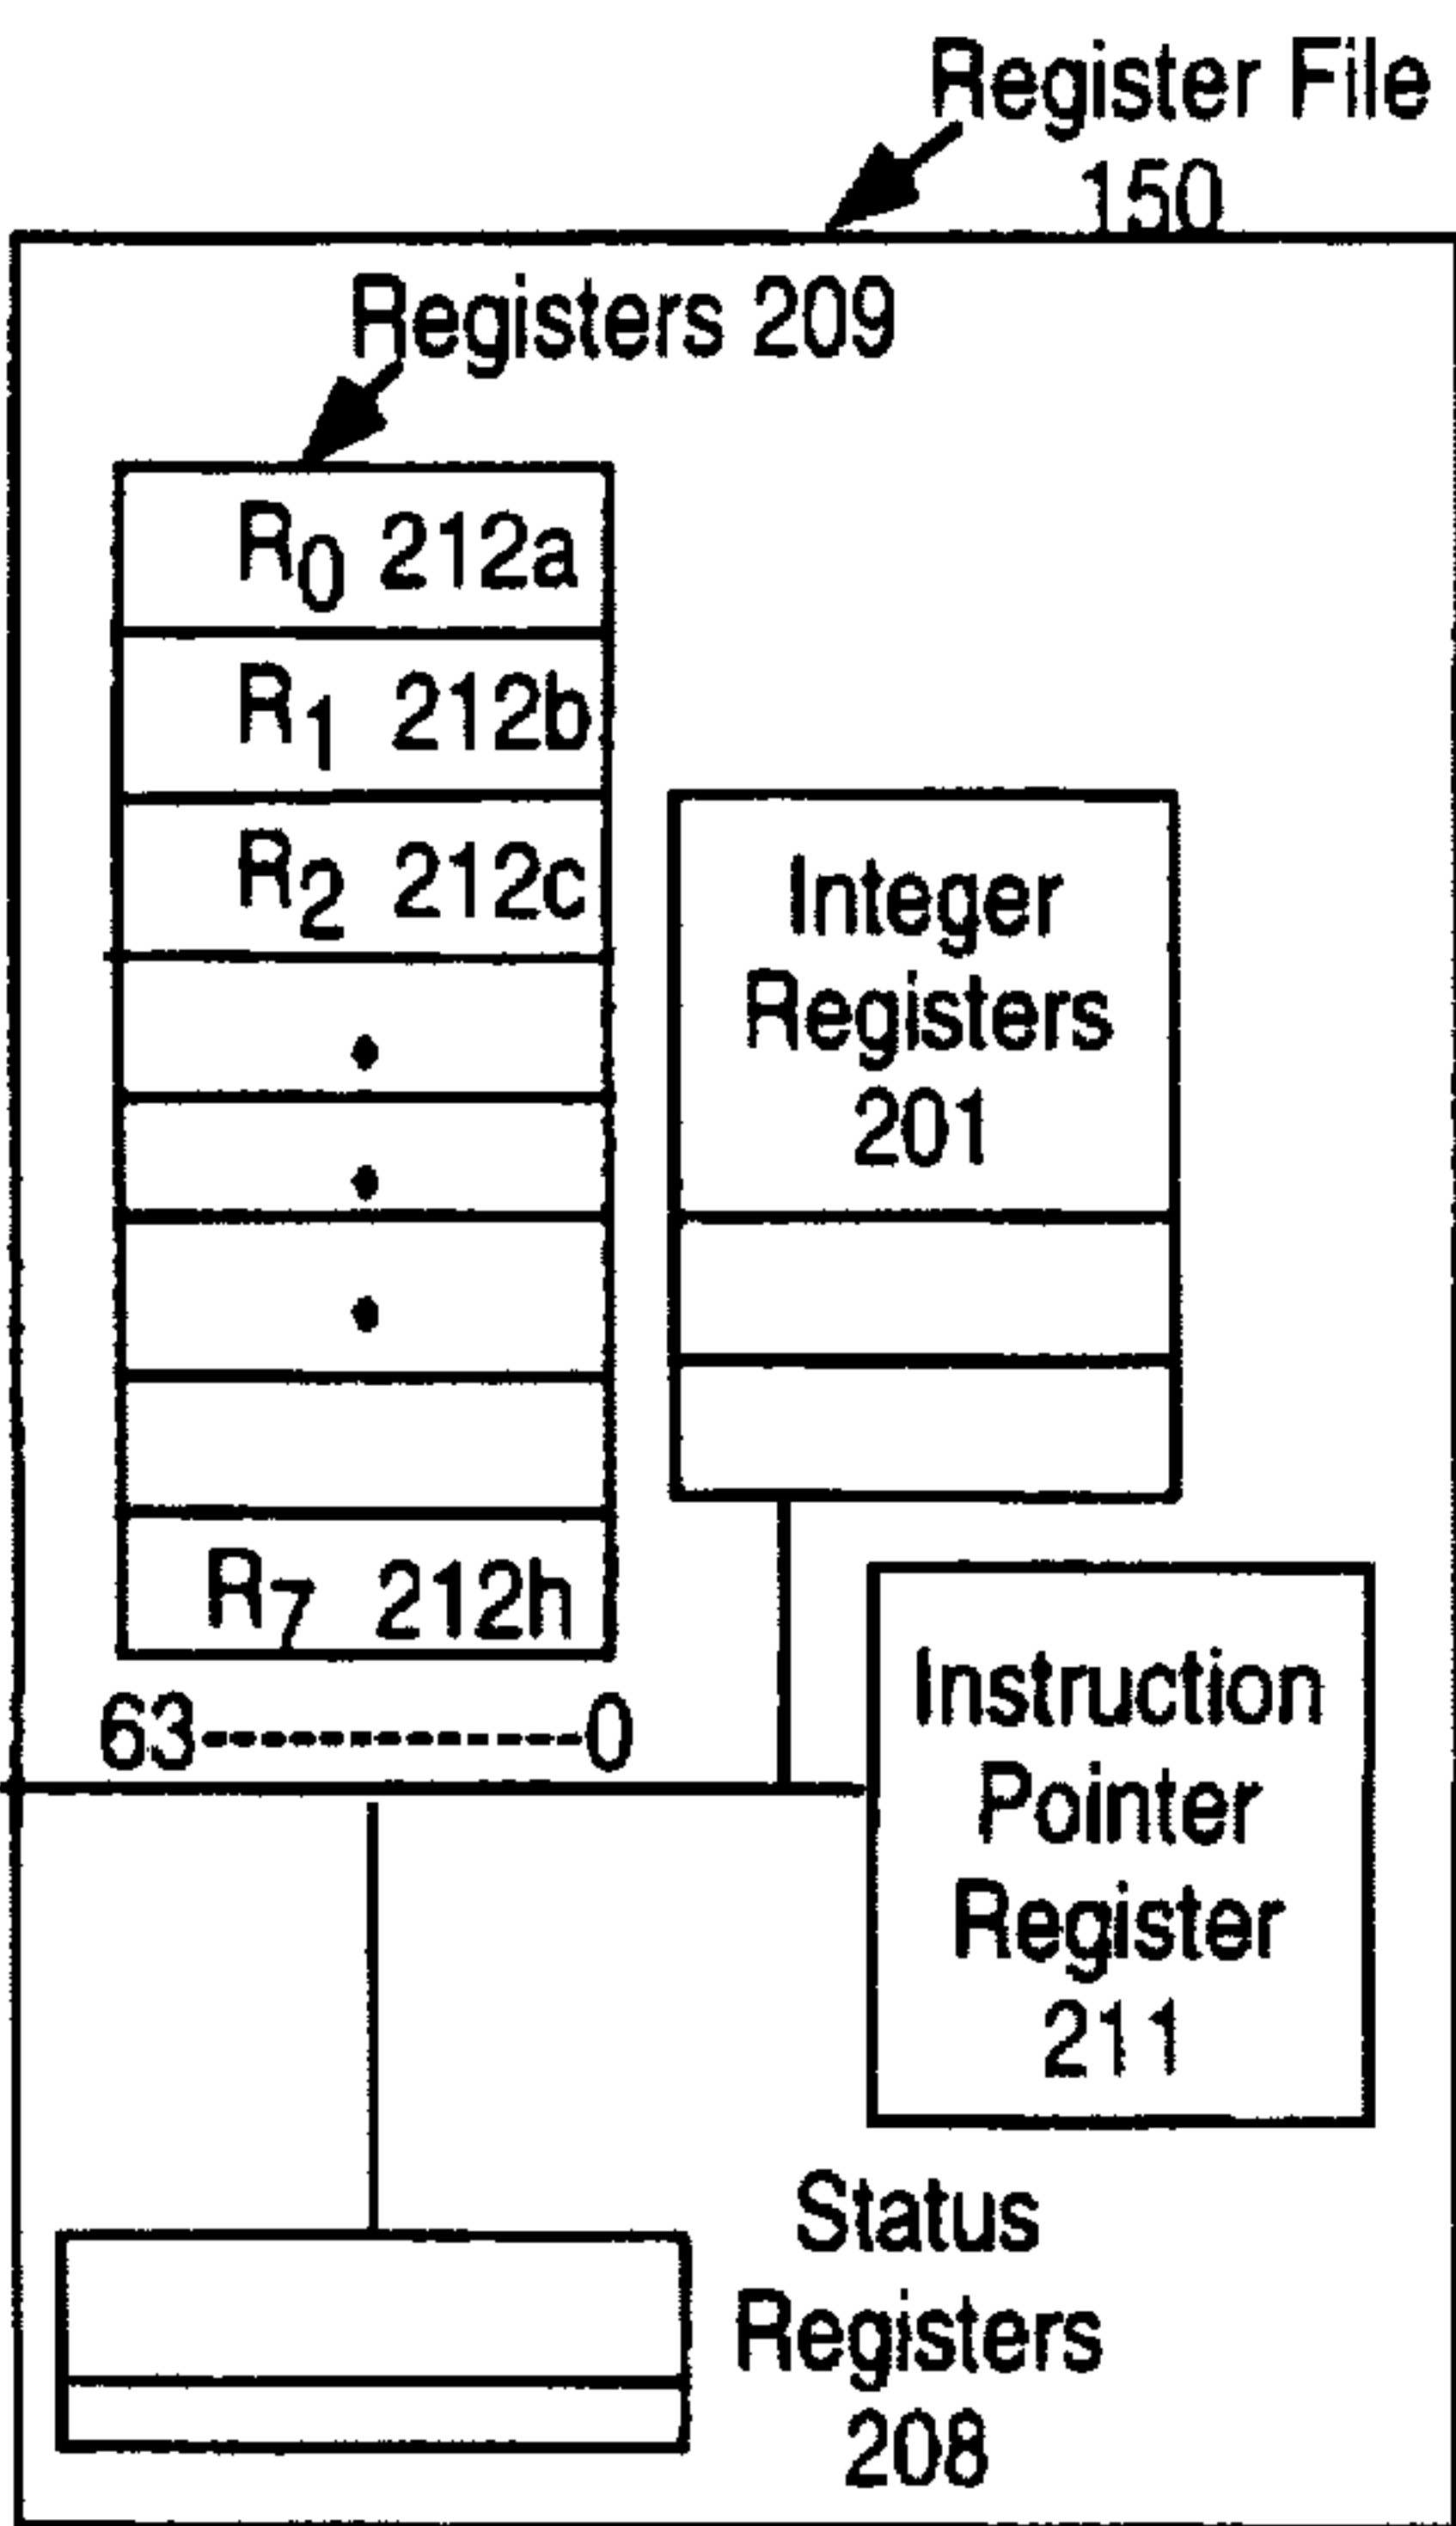 Register File
150
Registers 209
R0 212a
R1 212b
R2 212c
Integer
Registers
201
R7 212h
63------------0
Instruction
Pointer
Register
211
Status
Registers
208